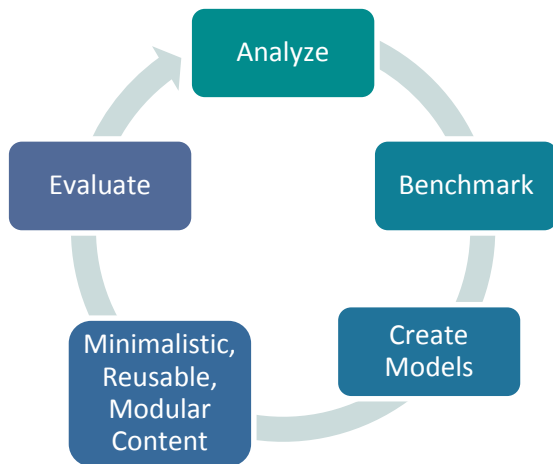 Analyze
Benchmark
Create
Models
Minimalistic,
Reusable,
Modular
Content
Evaluate